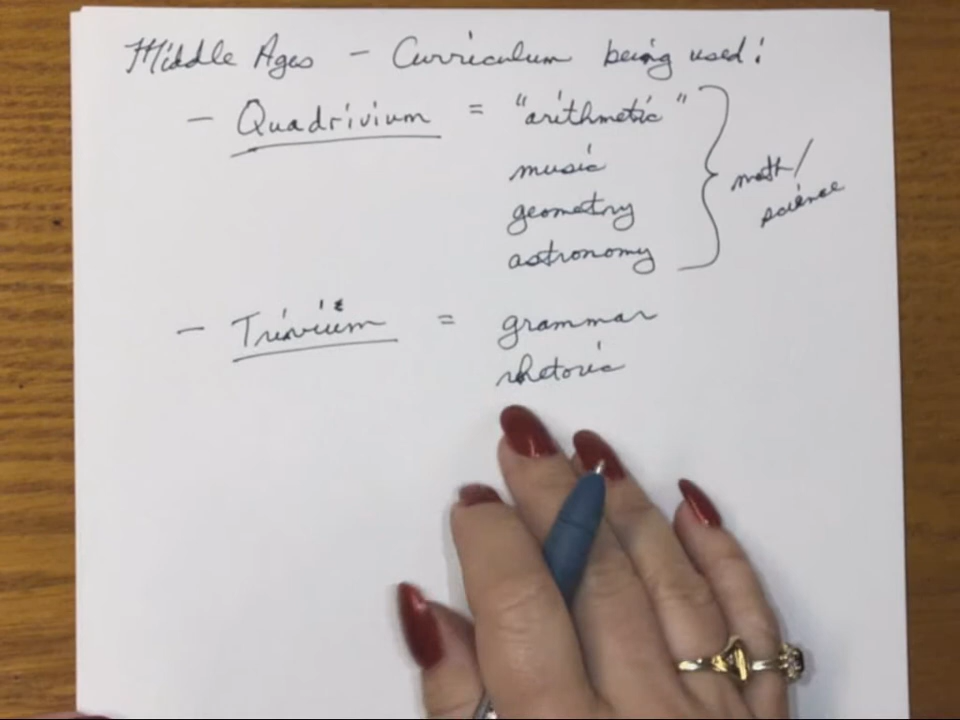 Middle Ages - Curriculum being used:
- Quadrivium = "arithmetic"
music
geometry
astronomy
math/
science
- Trivium = grammar
rhetoric